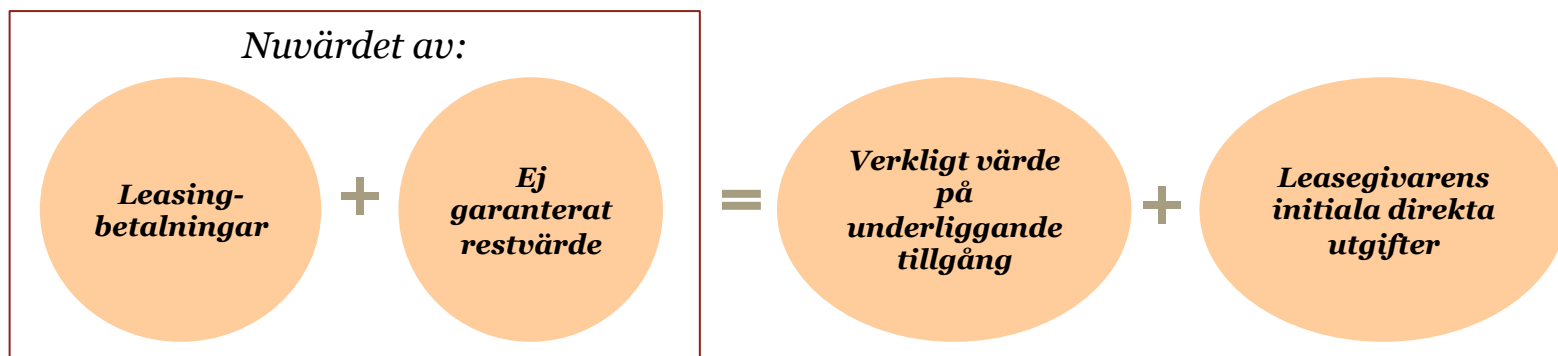 Nuvärdet av:
Leasing-
betalningar
+
Ej
garanterat
restvärde
=
Verkligt värde
på
underliggande
tillgång
+
Leasegivarens
initiala direkta
utgifter